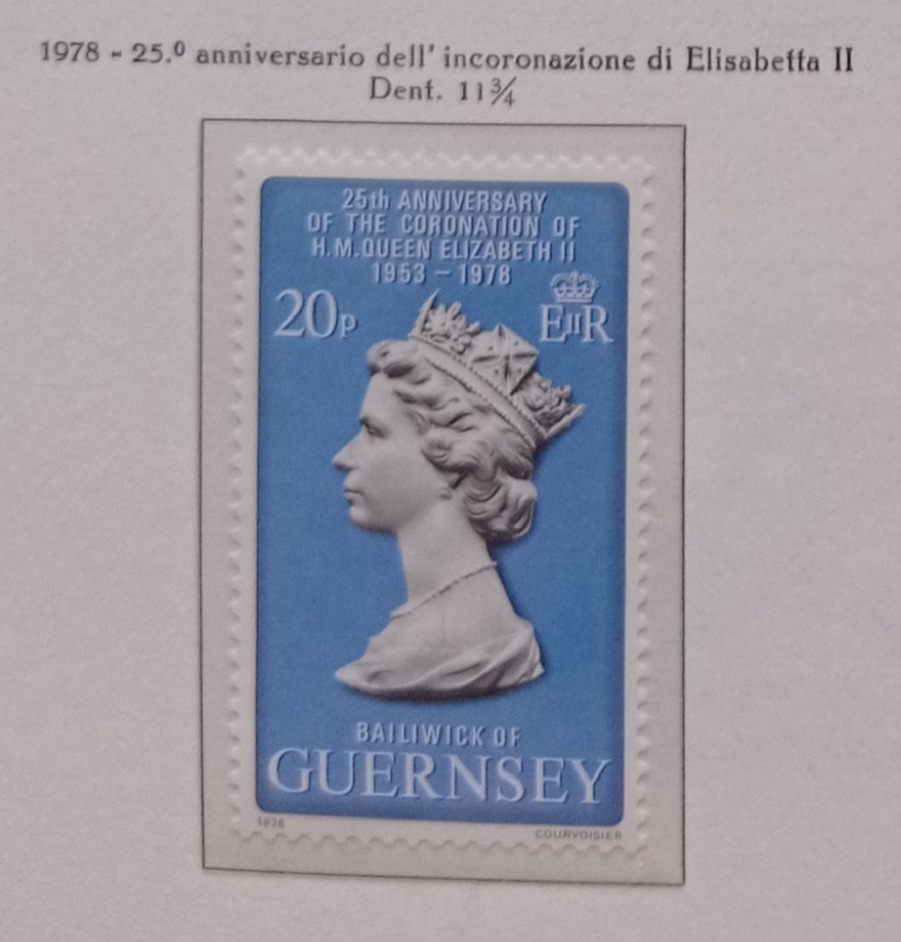 1978 - 25.º anniversario dell' incoronazione di Elisabetta II
Dent. 11¾
25th ANNIVERSARY
OF THE CORONATION OF
H.M. QUEEN ELIZABETH II
1953 - 1978
20p
EIIR
BAILIWICK OF
GUERNSEY
1978
COURVOISIER